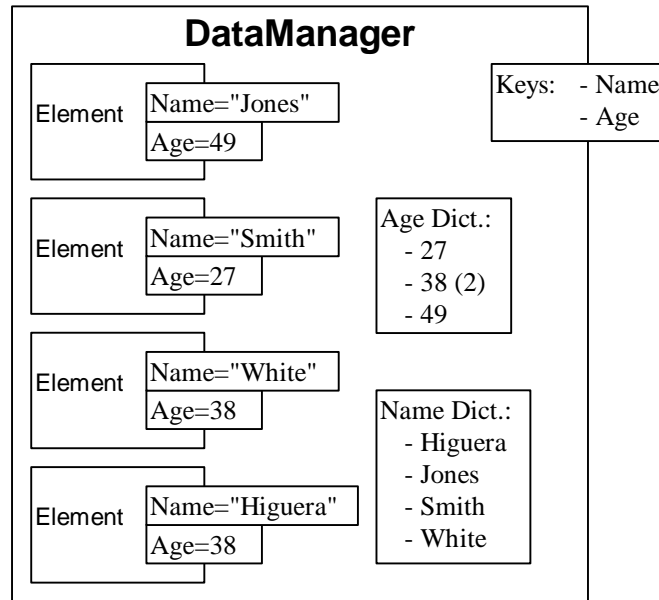 DataManager
Element
Name="Jones"
Age=49
Keys: - Name
- Age
Element
Name="Smith"
Age=27
Age Dict.:
- 27
- 38 (2)
- 49
Element
Name="White"
Age=38
Name Dict.:
- Higuera
- Jones
- Smith
- White
Element
Name="Higuera"
Age=38